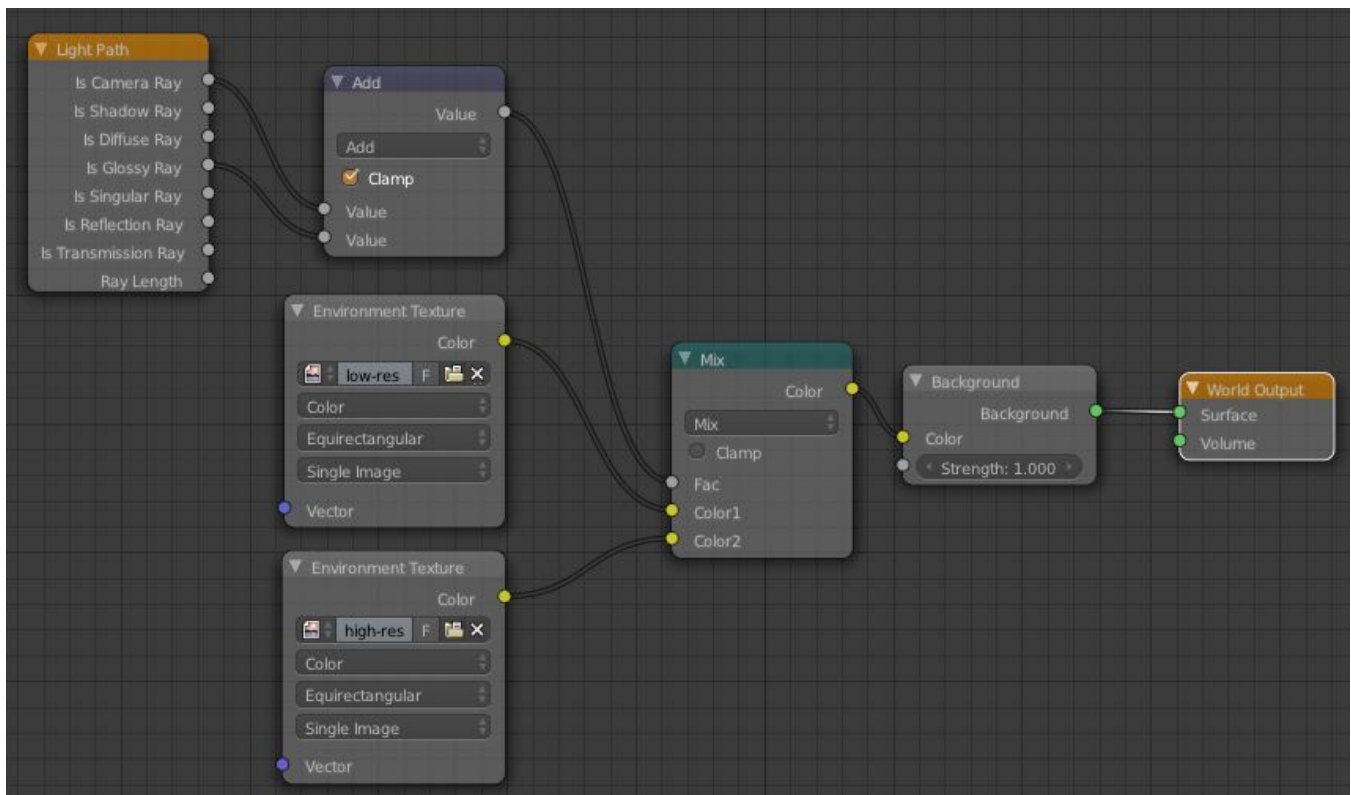 Light Path
Is Camera Ray
Is Shadow Ray
Is Diffuse Ray
Is Glossy Ray
Is Singular Ray
Is Reflection Ray
Is Transmission Ray
Ray Length
Add
Value
Add
Clamp
Value
Value
Environment Texture
Color
low-res F
Color
Equirectangular
Single Image
Vector
Environment Texture
Color
high-res F
Color
Equirectangular
Single Image
Vector
Mix
Color
Mix
Clamp
Fac
Color1
Color2
Background
Background
Color
Strength: 1.000
World Output
Surface
Volume